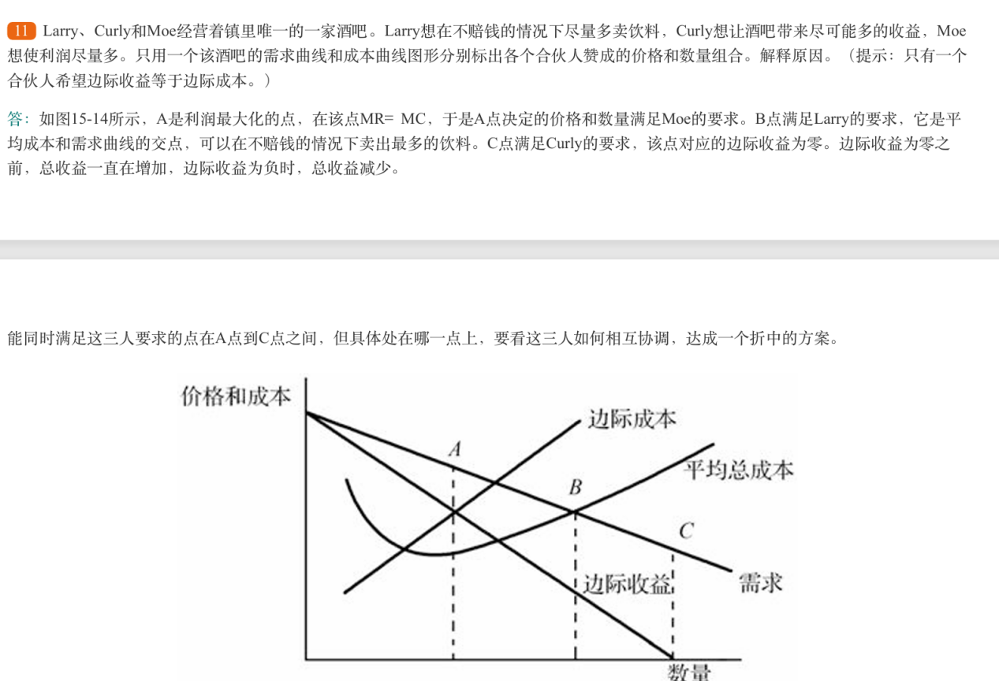 11 Larry、Curly和Moe经营着镇里唯一的一家酒吧。Larry想在不赔钱的情况下尽量多卖饮料，Curly想让酒吧带来尽可能多的收益，Moe
想使利润尽量多。只用一个该酒吧的需求曲线和成本曲线图形分别标出各个合伙人赞成的价格和数量组合。解释原因。（提示：只有一个
合伙人希望边际收益等于边际成本。）
答：如图15-14所示，A是利润最大化的点，在该点MR= MC，于是A点决定的价格和数量满足Moe的要求。B点满足Larry的要求，它是平
均成本和需求曲线的交点，可以在不赔钱的情况下卖出最多的饮料。C点满足Curly的要求，该点对应的边际收益为零。边际收益为零之
前，总收益一直在增加，边际收益为负时，总收益减少。
能同时满足这三人要求的点在A点到C点之间，但具体处在哪一点上，要看这三人如何相互协调，达成一个折中的方案。
价格和成本
边际成本
A
平均总成本
B
C
边际收益
需求
数量